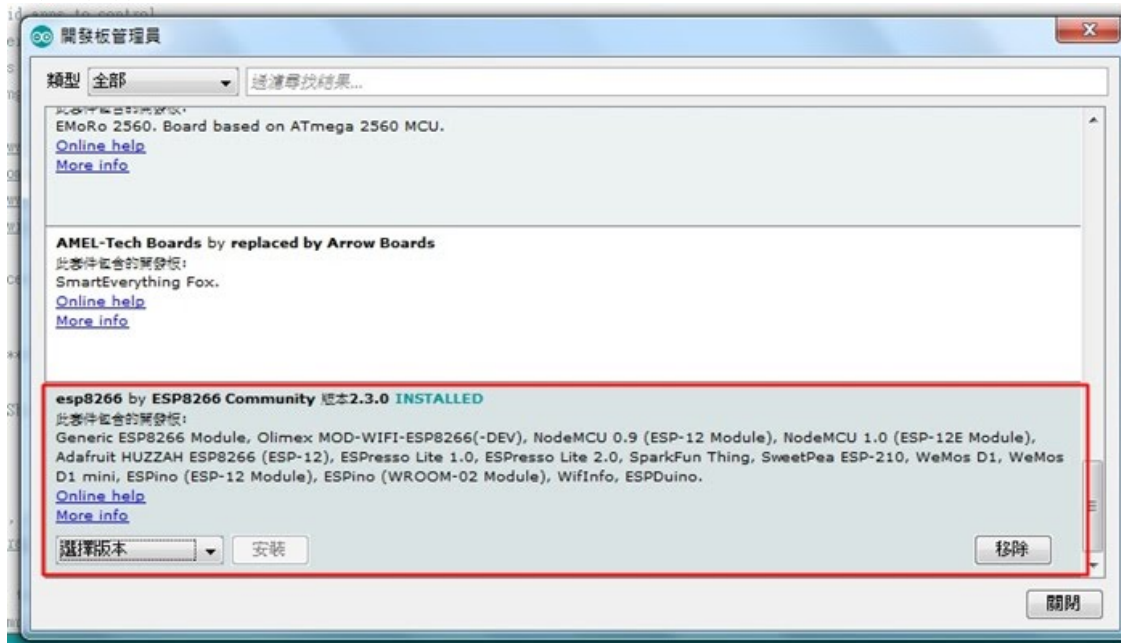 id apps to control
開發板管理員
類型 全部 過濾尋找結果...
此套件包含的開發板:
EMoRo 2560. Board based on ATmega 2560 MCU.
Online help
More info
AMEL-Tech Boards by replaced by Arrow Boards
此套件包含的開發板:
SmartEverything Fox.
Online help
More info
esp8266 by ESP8266 Community 版本2.3.0 INSTALLED
此套件包含的開發板:
Generic ESP8266 Module, Olimex MOD-WIFI-ESP8266(-DEV), NodeMCU 0.9 (ESP-12 Module), NodeMCU 1.0 (ESP-12E Module),
Adafruit HUZZAH ESP8266 (ESP-12), ESPresso Lite 1.0, ESPresso Lite 2.0, SparkFun Thing, SweetPea ESP-210, WeMos D1, WeMos
D1 mini, ESPino (ESP-12 Module), ESPino (WROOM-02 Module), WifInfo, ESPDuino.
Online help
More info
選擇版本 安裝 移除
關閉